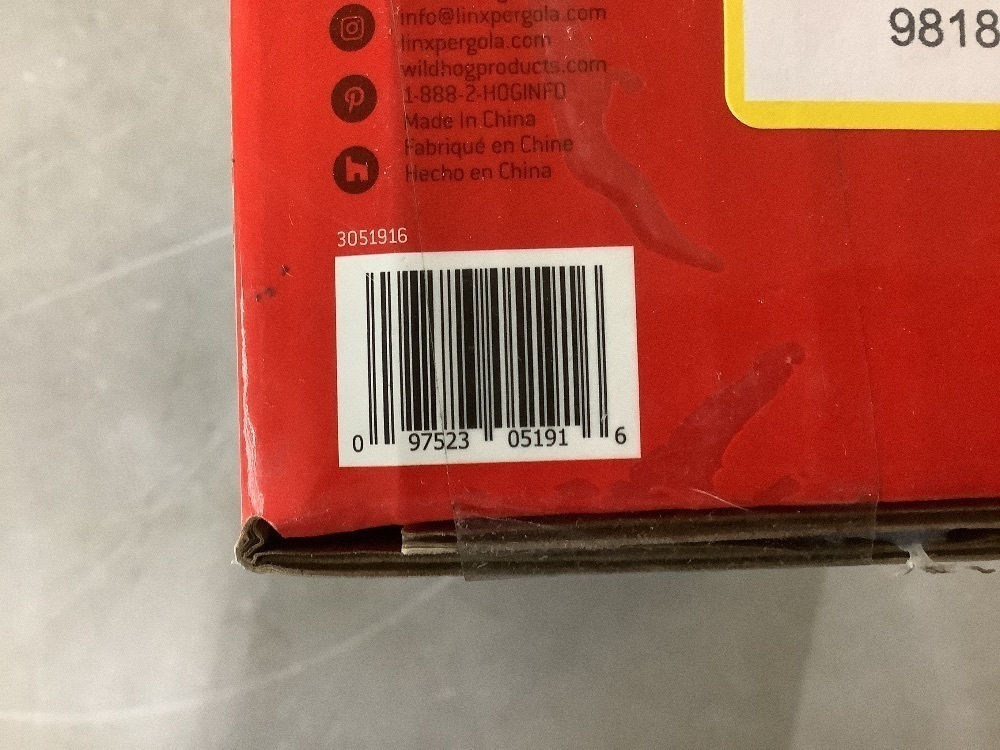 info@linxpergola.com
linxpergola.com
wildhogproducts.com
1-888-2-HOGINFO
Made In China
Fabriqué en Chine
Hecho en China
3051916
0 97523 05191 6
9818